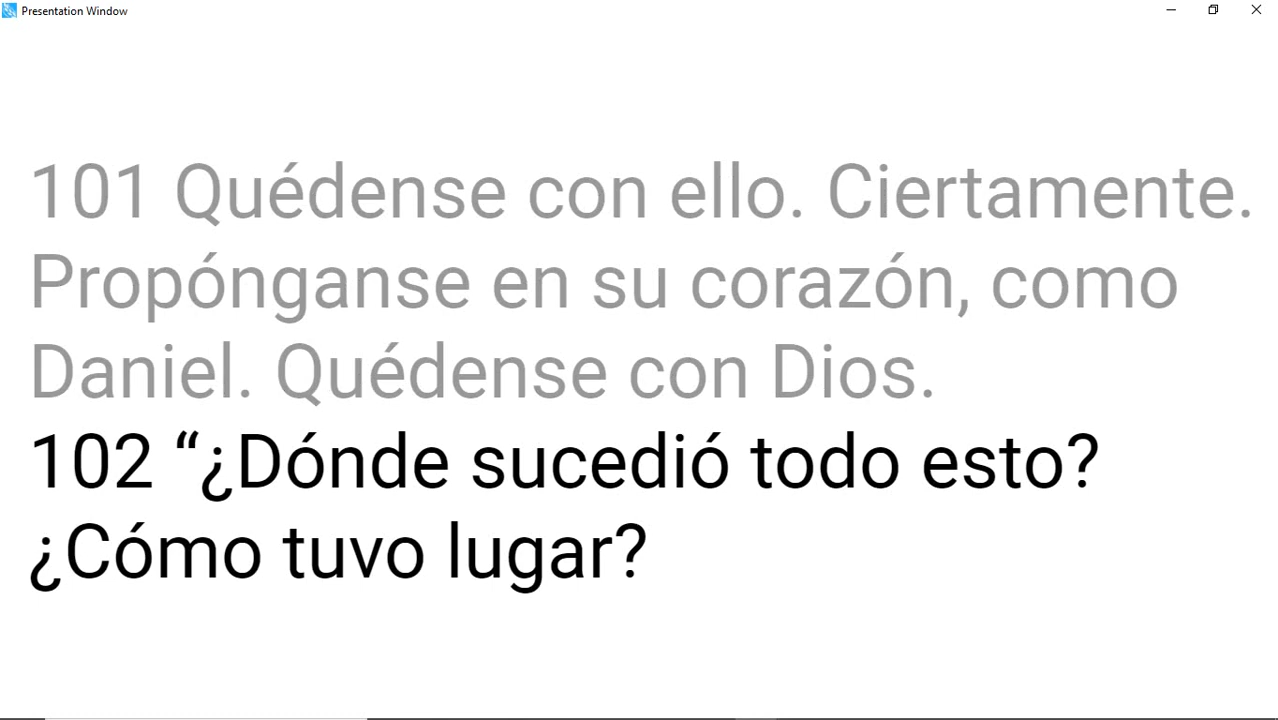 Presentation Window
101 Quédense con ello. Ciertamente.
Propónganse en su corazón, como
Daniel. Quédense con Dios.
102 “¿Dónde sucedió todo esto?
¿Cómo tuvo lugar?